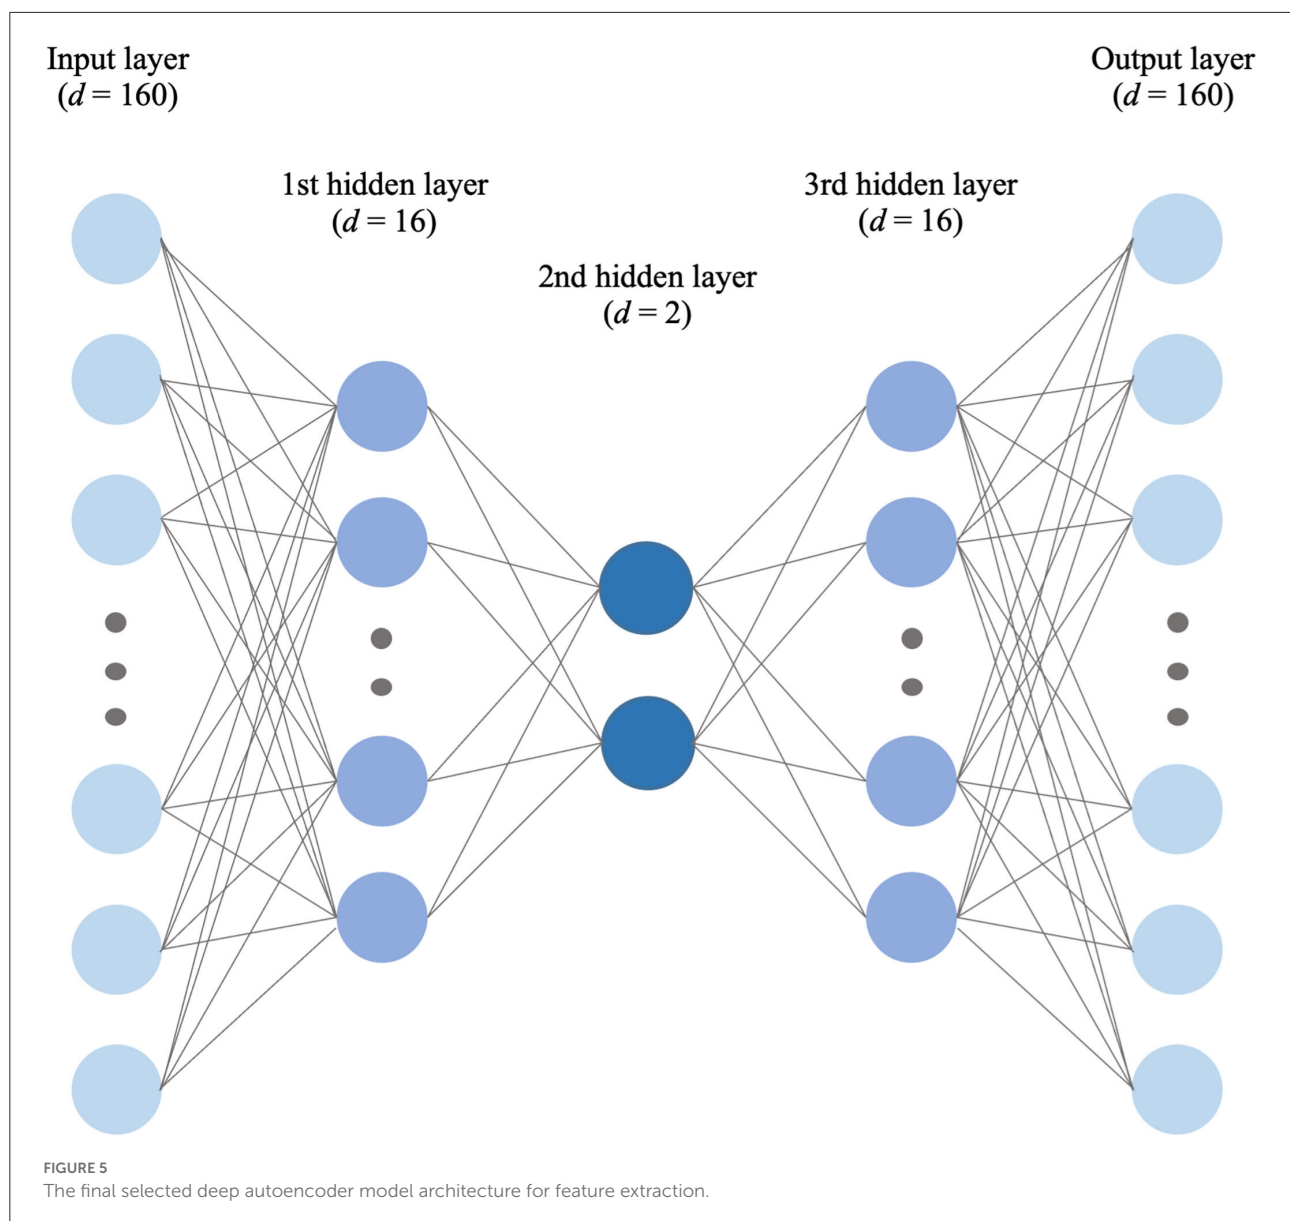 Input layer
(d = 160)
Output layer
(d = 160)
1st hidden layer
(d = 16)
3rd hidden layer
(d = 16)
2nd hidden layer
(d = 2)
FIGURE 5
The final selected deep autoencoder model architecture for feature extraction.